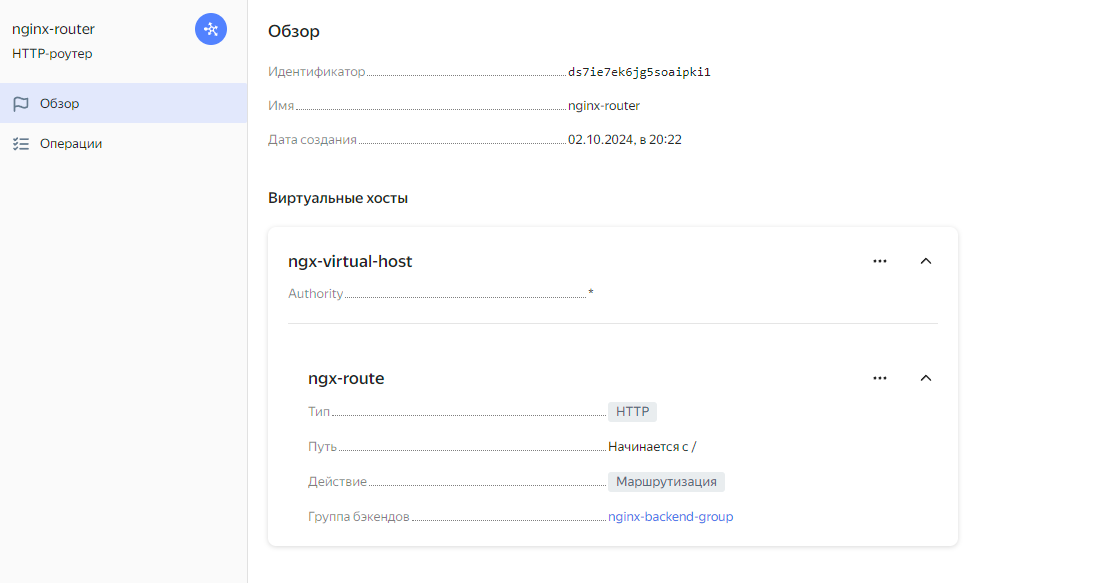 nginx-router
HTTP-роутер
Обзор
Операции
Обзор
Идентификатор ds7ie7ek6jg5soaipki1
Имя nginx-router
Дата создания 02.10.2024, в 20:22
Виртуальные хосты
ngx-virtual-host
Authority *
ngx-route
Тип HTTP
Путь Начинается с /
Действие Маршрутизация
Группа бэкендов nginx-backend-group